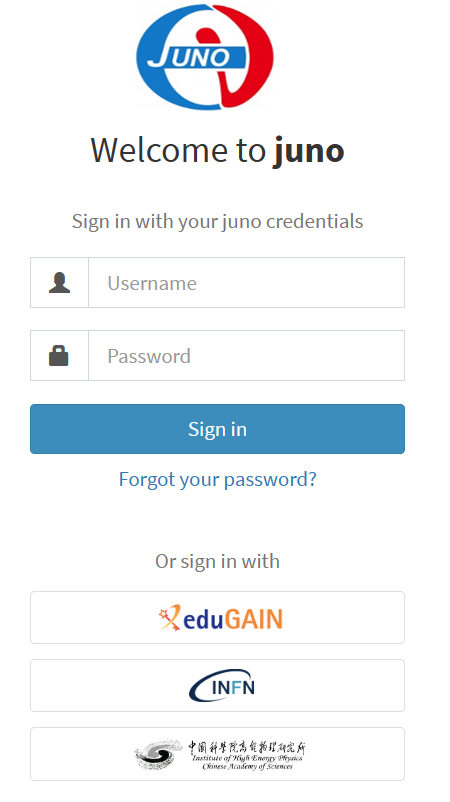 JUNO
Welcome to juno
Sign in with your juno credentials
Username
Password
Sign in
Forgot your password?
Or sign in with
eduGAIN
INFN
中国科学院高能物理研究所
Institute of High Energy Physics
Chinese Academy of Sciences